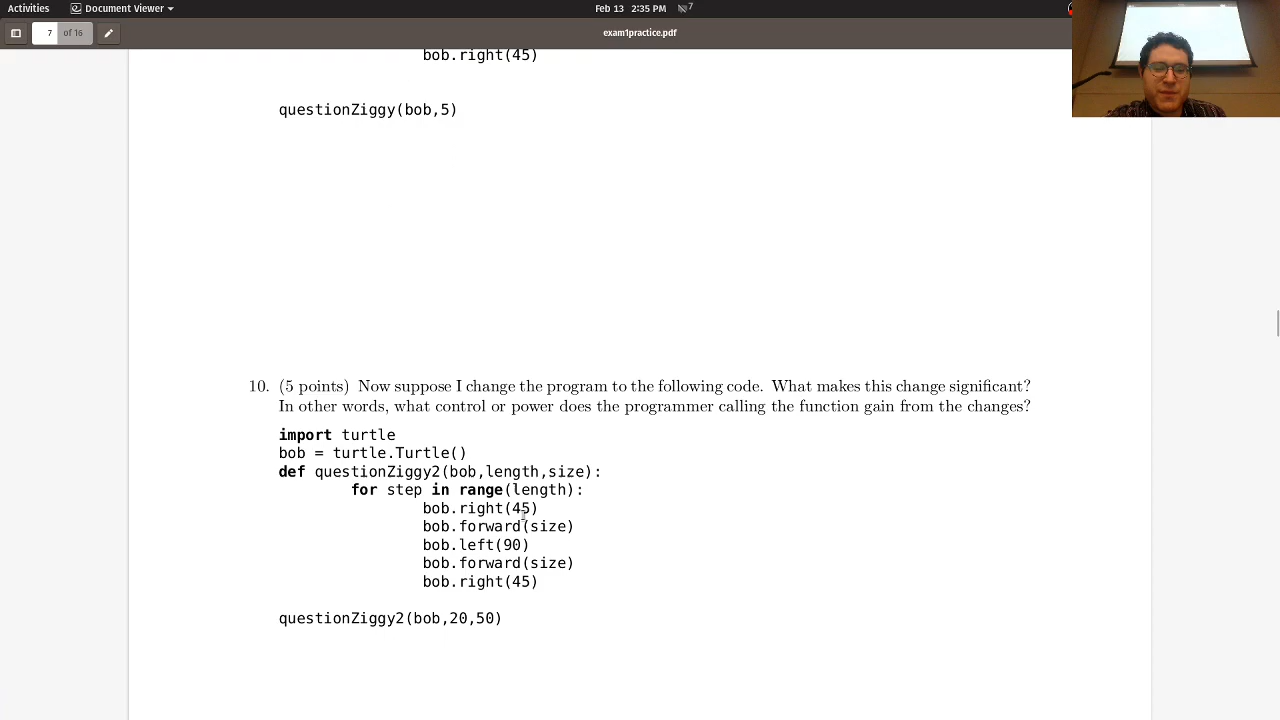 Activities
Document Viewer
Feb 13 2:35 PM
7
7 of 16
exam1practice.pdf
bob.right(45)
questionZiggy(bob,5)
10. (5 points) Now suppose I change the program to the following code. What makes this change significant?
In other words, what control or power does the programmer calling the function gain from the changes?
import turtle
bob = turtle.Turtle()
def questionZiggy2(bob,length,size):
for step in range(length):
bob.right(45)
bob.forward(size)
bob.left(90)
bob.forward(size)
bob.right(45)
questionZiggy2(bob,20,50)